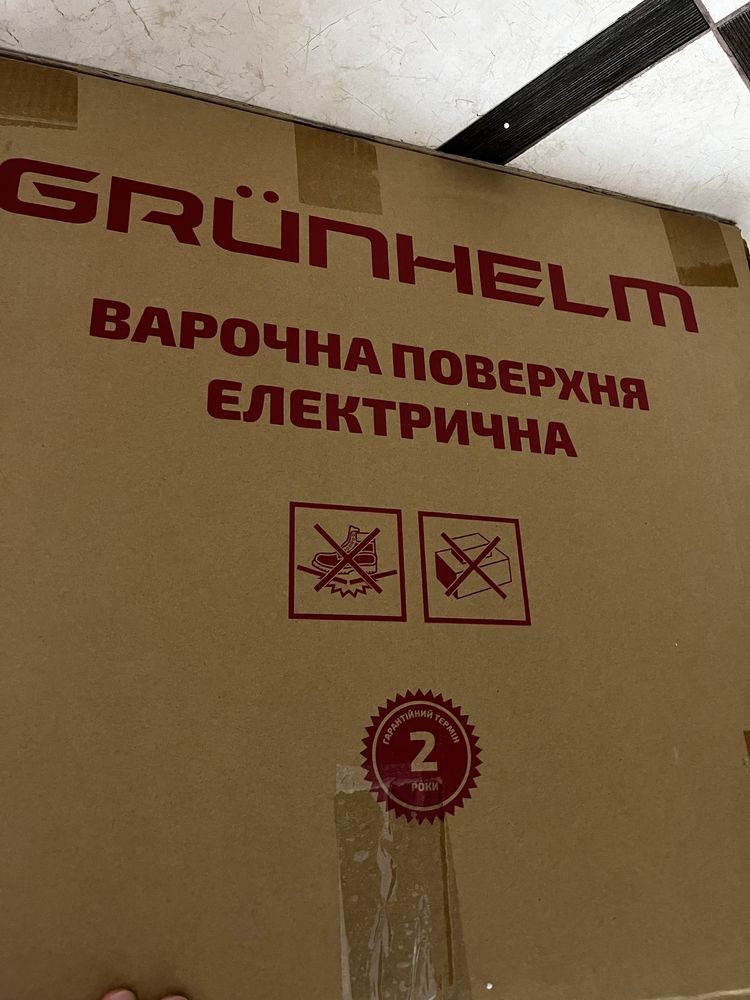 GRÜNHELM
ВАРОЧНА ПОВЕРХНЯ
ЕЛЕКТРИЧНА
ГАРАНТІЙНИЙ ТЕРМІН
2
РОКИ